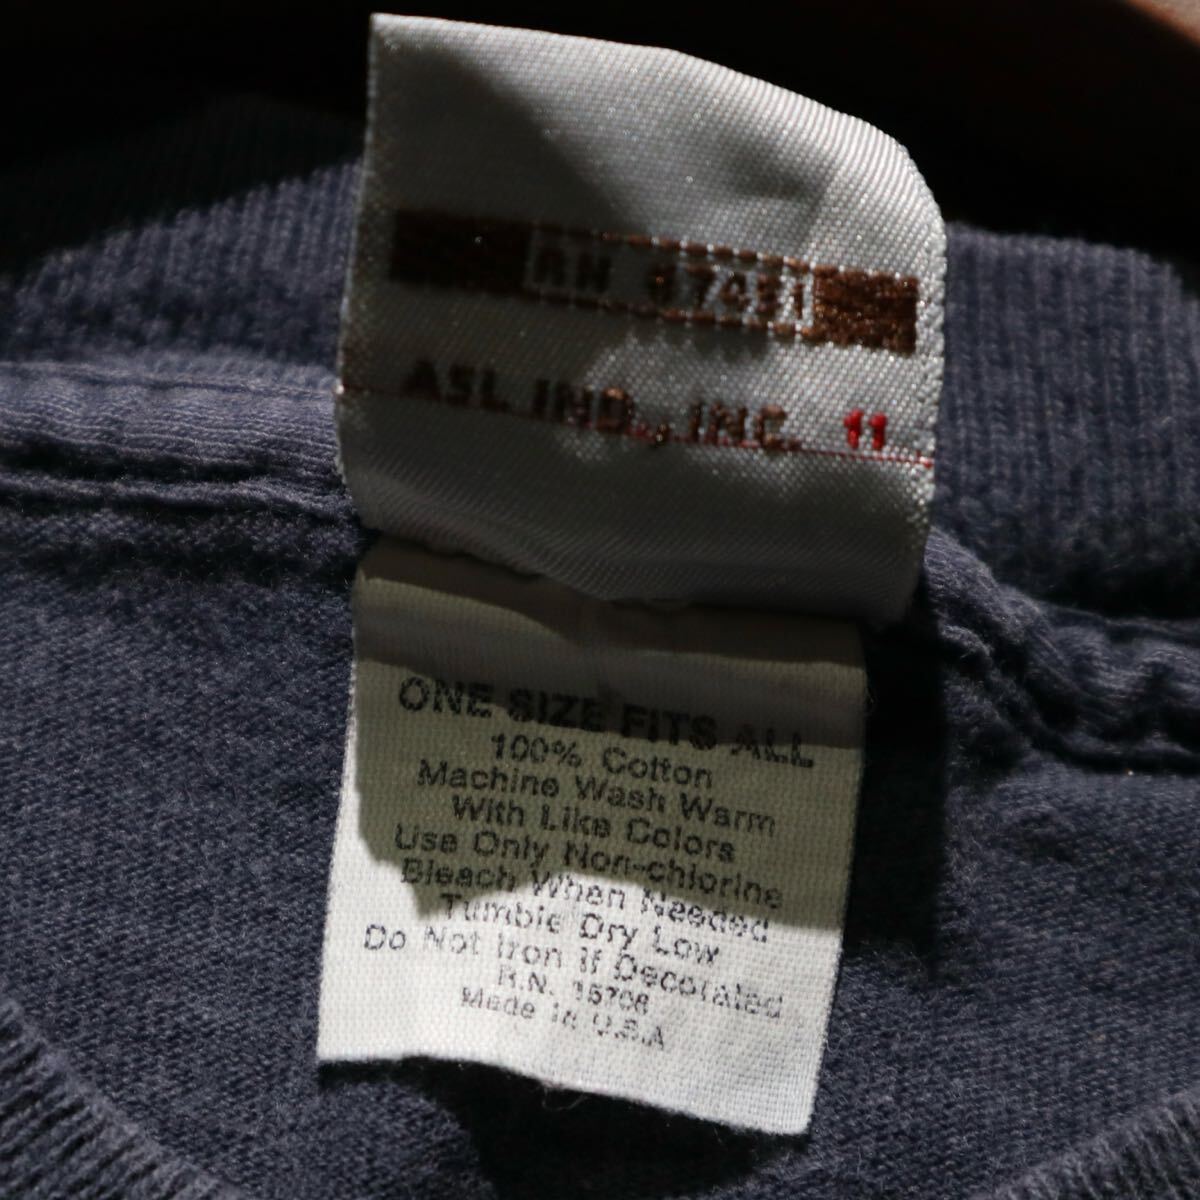 RN 87451
ASL IND., INC. 11
ONE SIZE FITS ALL
100% Cotton
Machine Wash Warm
With Like Colors
Use Only Non-chlorine
Bleach When Needed
Tumble Dry Low
Do Not Iron if Decorated
R.N. 15706
Made in U.S.A